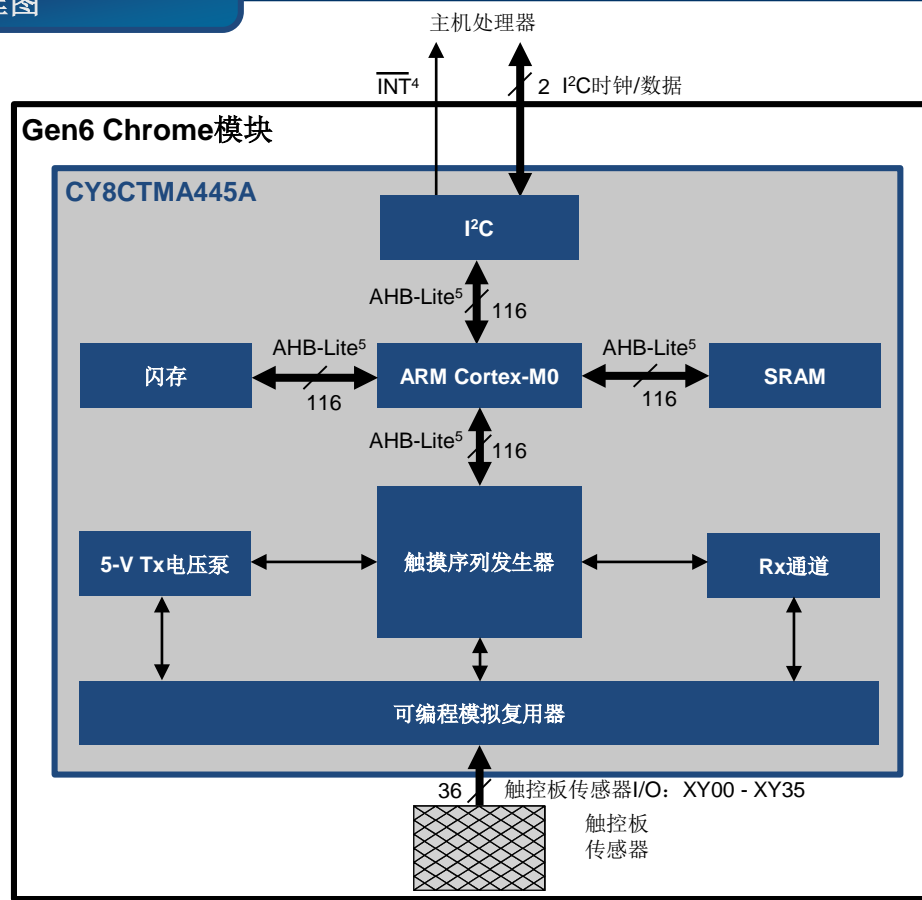 框图
主机处理器
INT4
2 I2C时钟/数据
Gen6 Chrome模块
CY8CTMA445A
I2C
AHB-Lite5
116
闪存
AHB-Lite5
116
ARM Cortex-M0
AHB-Lite5
116
SRAM
AHB-Lite5
116
5-V Tx电压泵
触摸序列发生器
Rx通道
可编程模拟复用器
36
触控板传感器I/O：XY00 - XY35
触控板
传感器